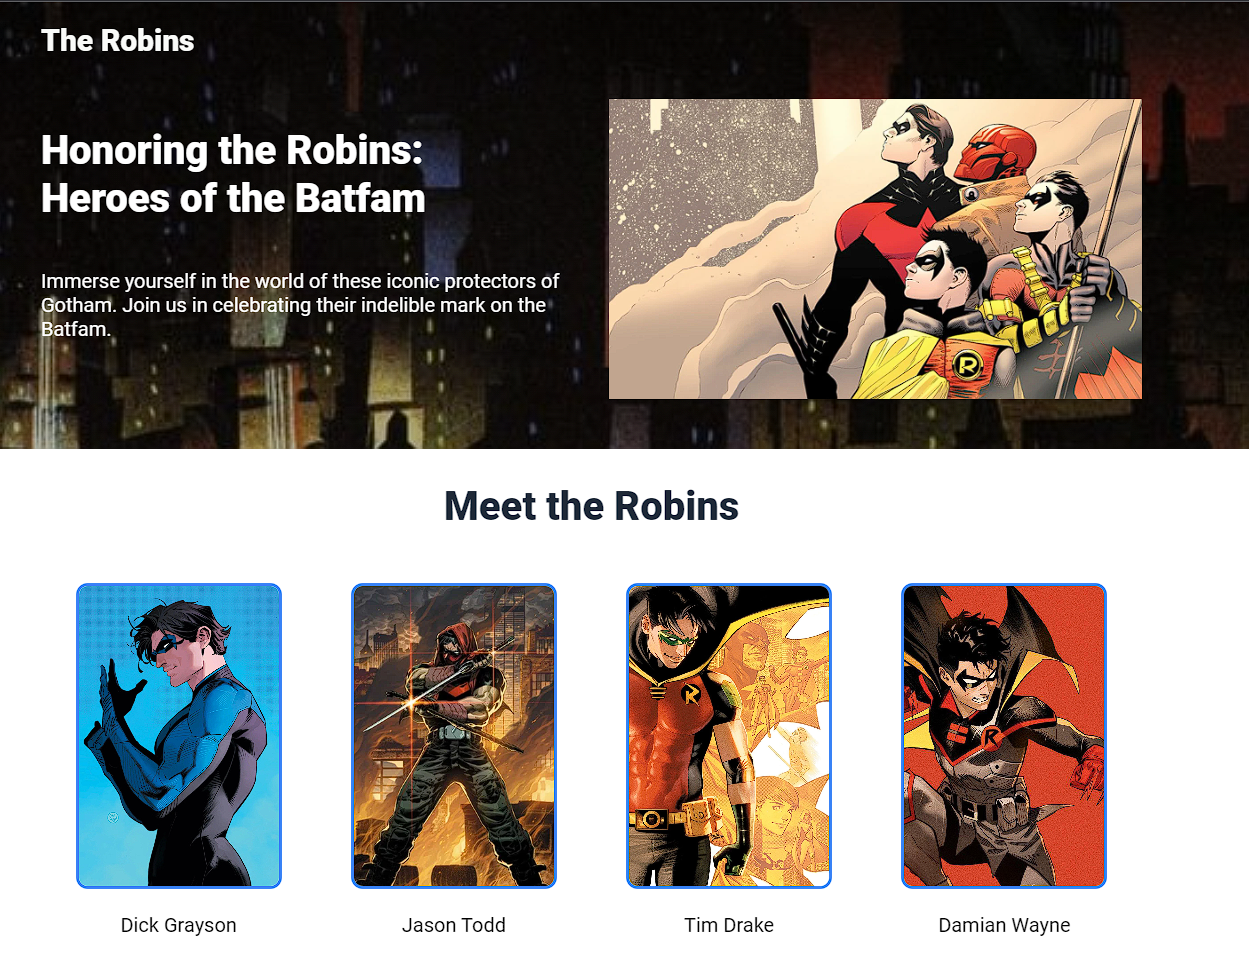 The Robins
Honoring the Robins:
Heroes of the Batfam
Immerse yourself in the world of these iconic protectors of
Gotham. Join us in celebrating their indelible mark on the
Batfam.
R
Meet the Robins
R
R
Dick Grayson
Jason Todd
Tim Drake
Damian Wayne